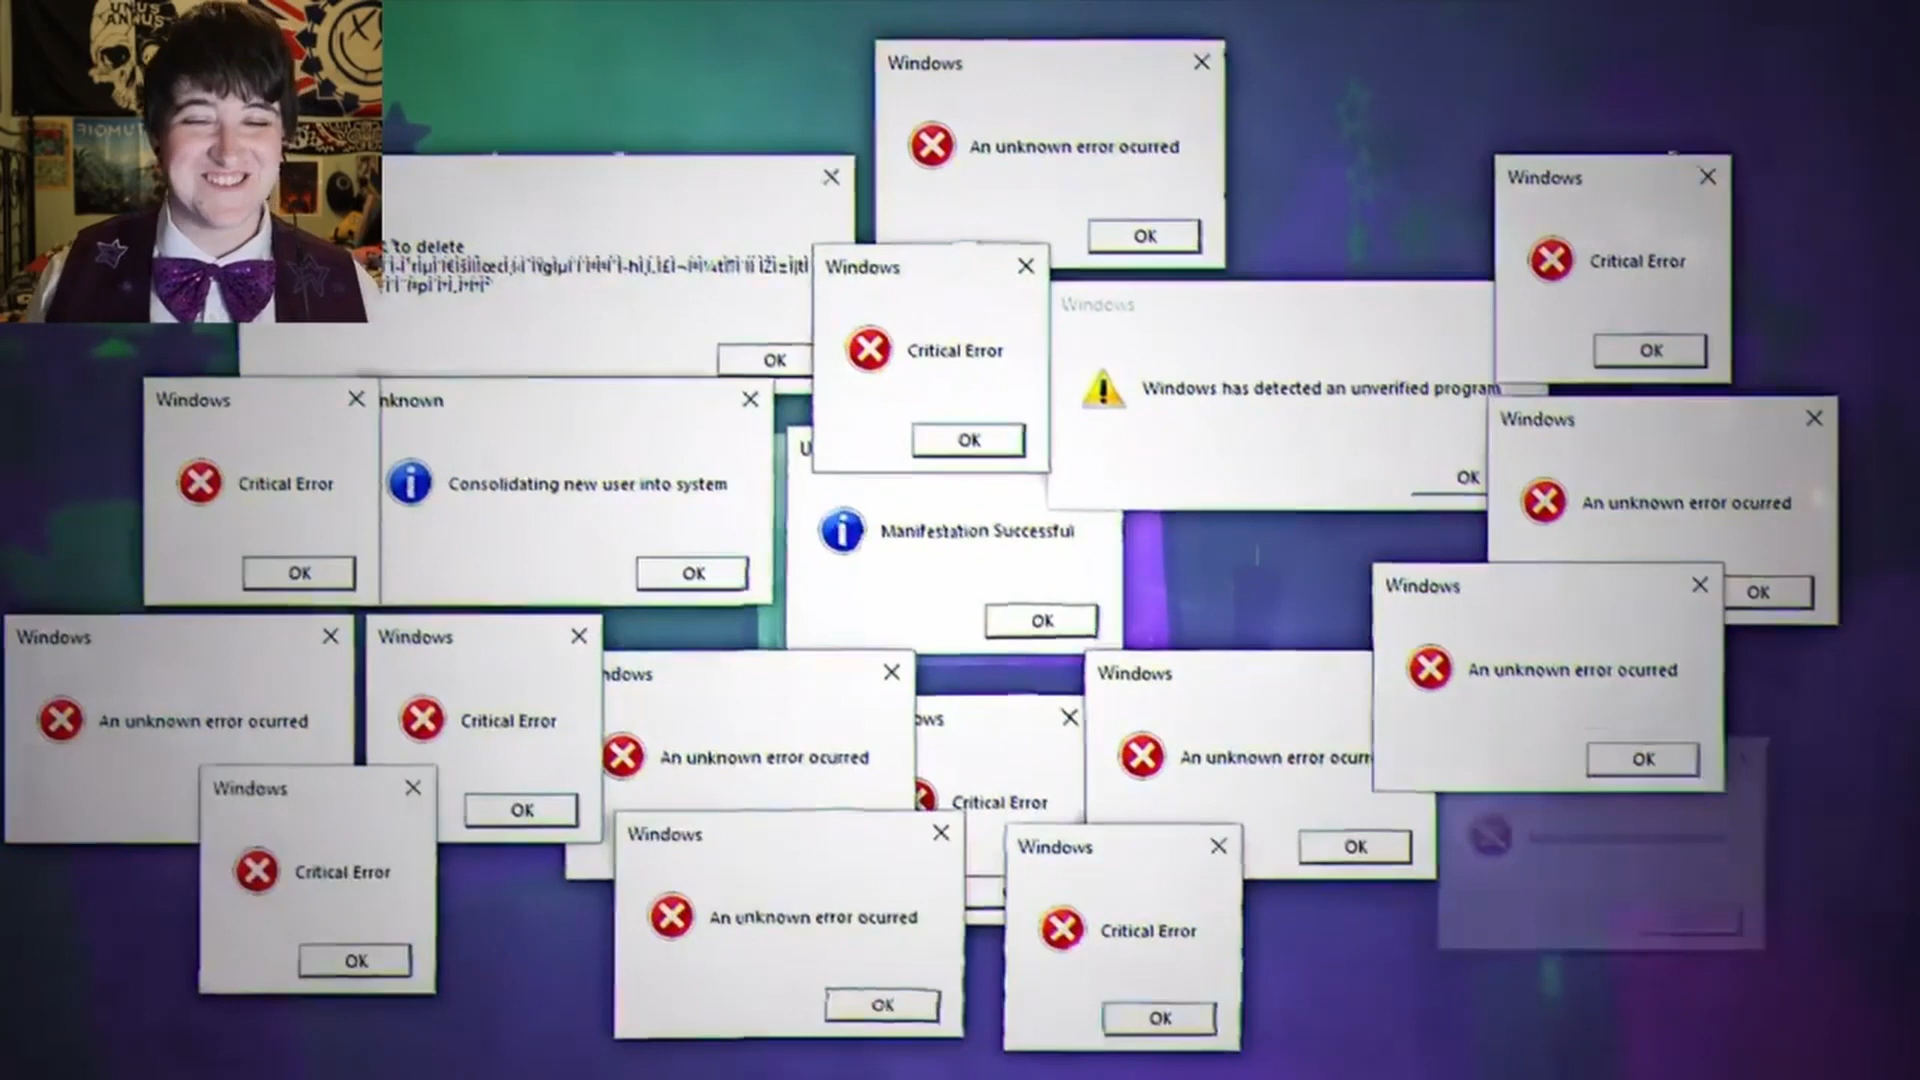 UNUS
ANNUS
Windows
An unknown error ocurred
OK
to delete
OK
Windows
Critical Error
OK
Windows
Critical Error
OK
Windows
Windows has detected an unverified program
OK
Windows
Critical Error
OK
nknown
Consolidating new user into system
OK
U
Manifestation Successful
OK
Windows
An unknown error ocurred
OK
Windows
An unknown error ocurred
OK
Windows
An unknown error ocurred
Windows
Critical Error
OK
ndows
An unknown error ocurred
ows
Critical Error
Windows
An unknown error ocurr
OK
Windows
Critical Error
OK
Windows
An unknown error ocurred
OK
Windows
Critical Error
OK